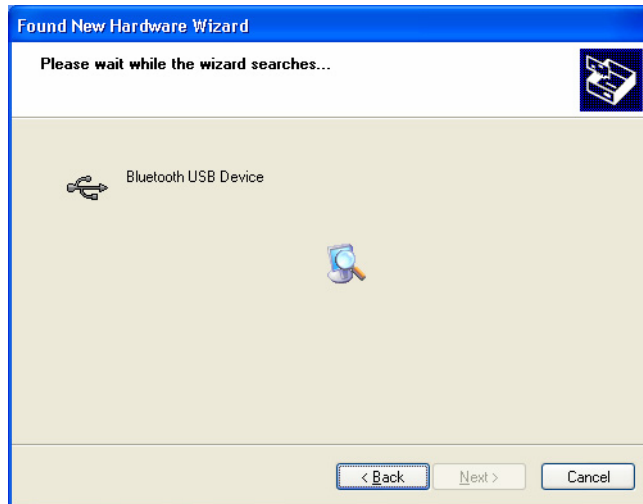 Found New Hardware Wizard
Please wait while the wizard searches...
Bluetooth USB Device
< Back
Next >
Cancel